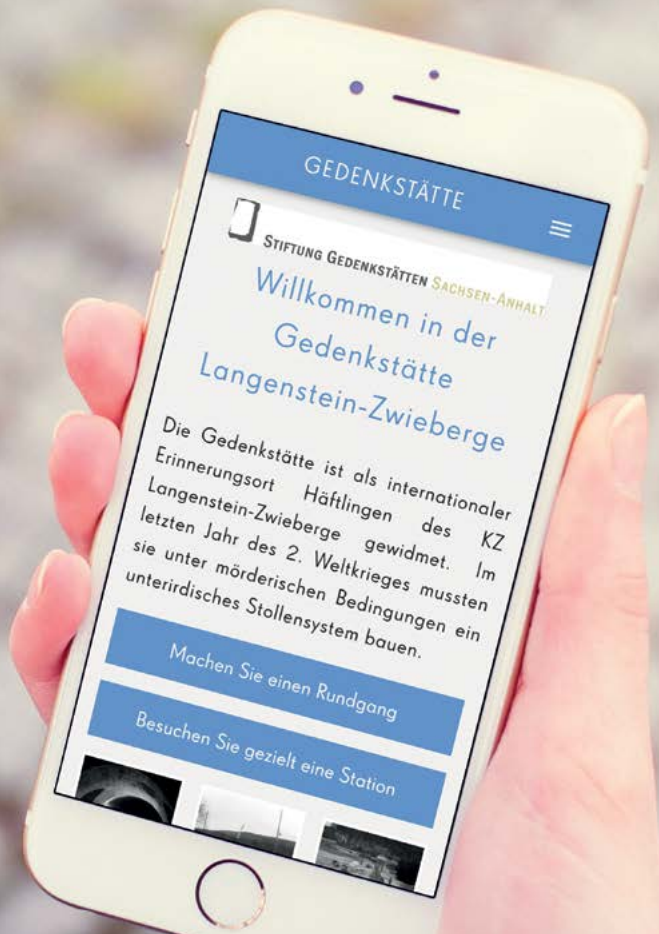 GEDENKSTÄTTE
STIFTUNG GEDENKSTÄTTEN SACHSEN-ANHALT
Willkommen in der
Gedenkstätte
Langenstein-Zwieberge
Die Gedenkstätte ist als internationaler
Erinnerungsort Häftlingen des KZ
Langenstein-Zwieberge gewidmet. Im
letzten Jahr des 2. Weltkrieges mussten
sie unter mörderischen Bedingungen ein
unterirdisches Stollensystem bauen.
Machen Sie einen Rundgang
Besuchen Sie gezielt eine Station